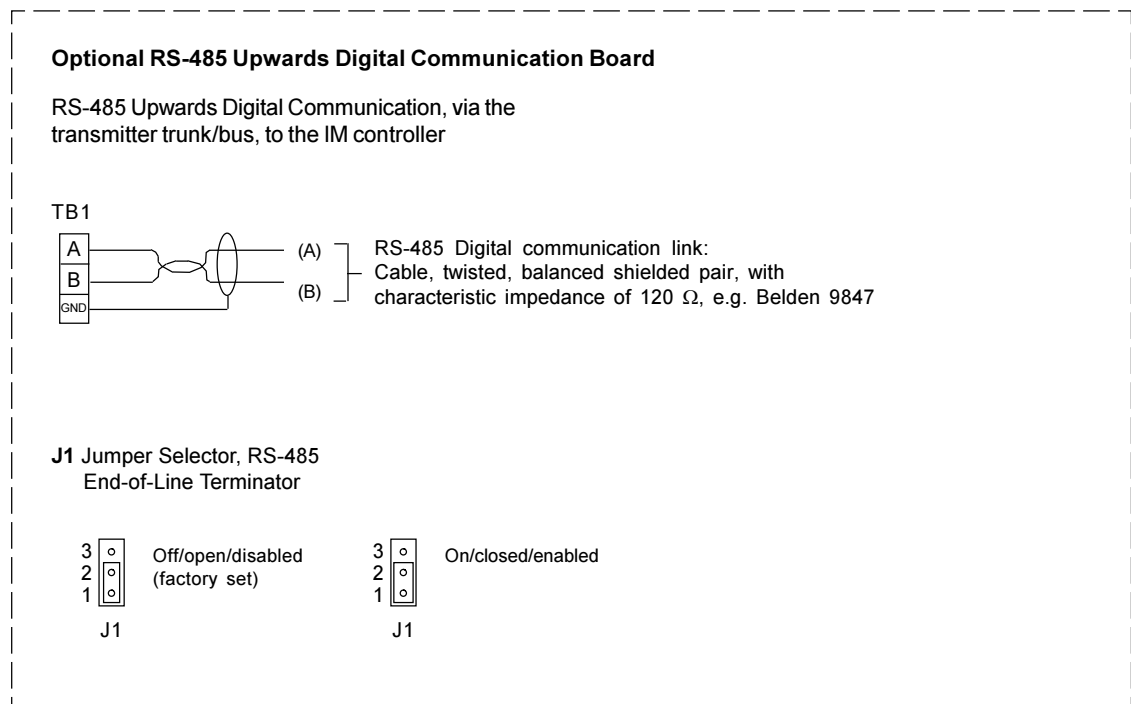 Optional RS-485 Upwards Digital Communication Board
RS-485 Upwards Digital Communication, via the
transmitter trunk/bus, to the IM controller
TB1
A
B
GND
(A)
(B)
RS-485 Digital communication link:
Cable, twisted, balanced shielded pair, with
characteristic impedance of 120 Ω, e.g. Belden 9847
J1 Jumper Selector, RS-485
End-of-Line Terminator
3
2
1
J1
Off/open/disabled
(factory set)
3
2
1
J1
On/closed/enabled